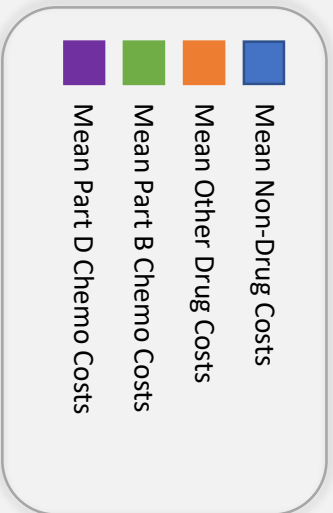 Mean Non-Drug Costs
Mean Other Drug Costs
Mean Part B Chemo Costs
Mean Part D Chemo Costs